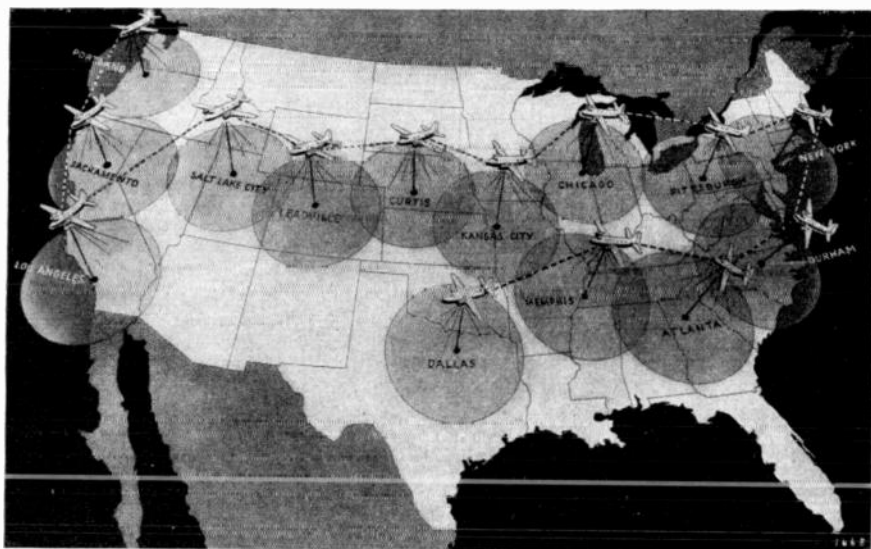 PORTLAND
NEW YORK
SACRAMENTO
SALT LAKE CITY
CHICAGO
PITTSBURGH
CURTIS
LEADVILLE
KANSAS CITY
DURHAM
LOS ANGELES
MEMPHIS
ATLANTA
DALLAS